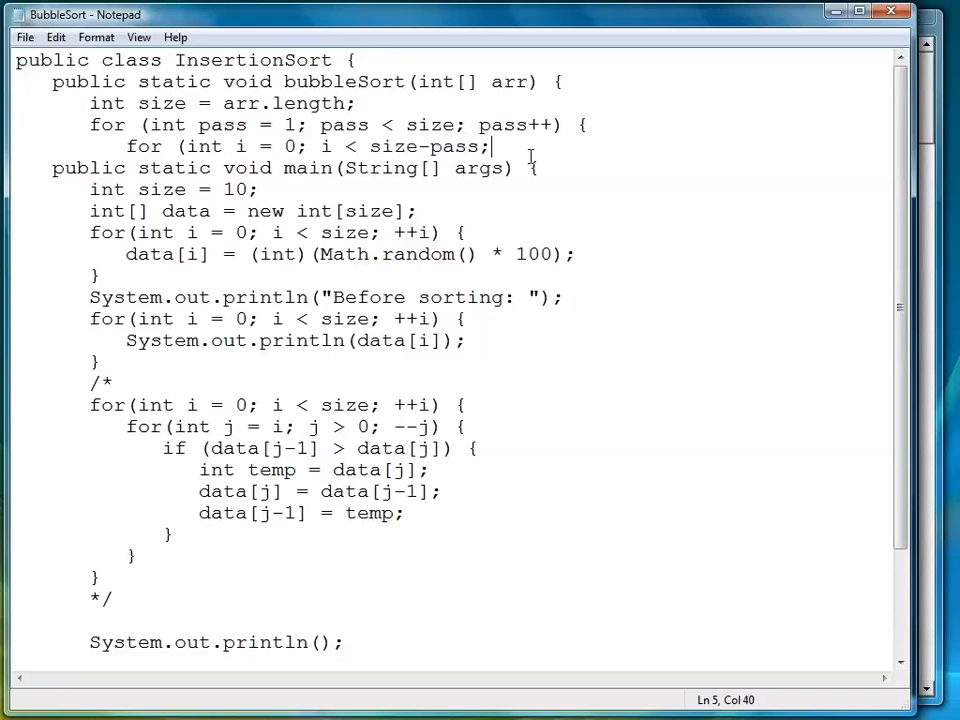 BubbleSort - Notepad
File Edit Format View Help
public class InsertionSort {
   public static void bubbleSort(int[] arr) {
      int size = arr.length;
      for (int pass = 1; pass < size; pass++) {
         for (int i = 0; i < size-pass;
   public static void main(String[] args) {
      int size = 10;
      int[] data = new int[size];
      for(int i = 0; i < size; ++i) {
         data[i] = (int)(Math.random() * 100);
      }
      System.out.println("Before sorting: ");
      for(int i = 0; i < size; ++i) {
         System.out.println(data[i]);
      }
      /*
      for(int i = 0; i < size; ++i) {
         for(int j = i; j > 0; --j) {
            if (data[j-1] > data[j]) {
               int temp = data[j];
               data[j] = data[j-1];
               data[j-1] = temp;
            }
         }
      }
      */
      System.out.println();
Ln 5, Col 40